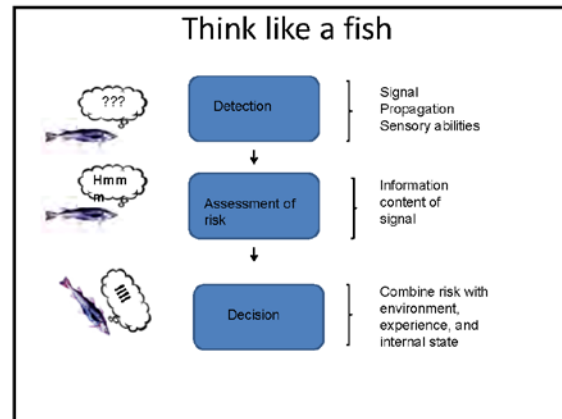 Think like a fish
???
Detection
Signal
Propagation
Sensory abilities
Hmm
m
Assessment of
risk
Information
content of
signal
!!!!
Decision
Combine risk with
environment,
experience, and
internal state